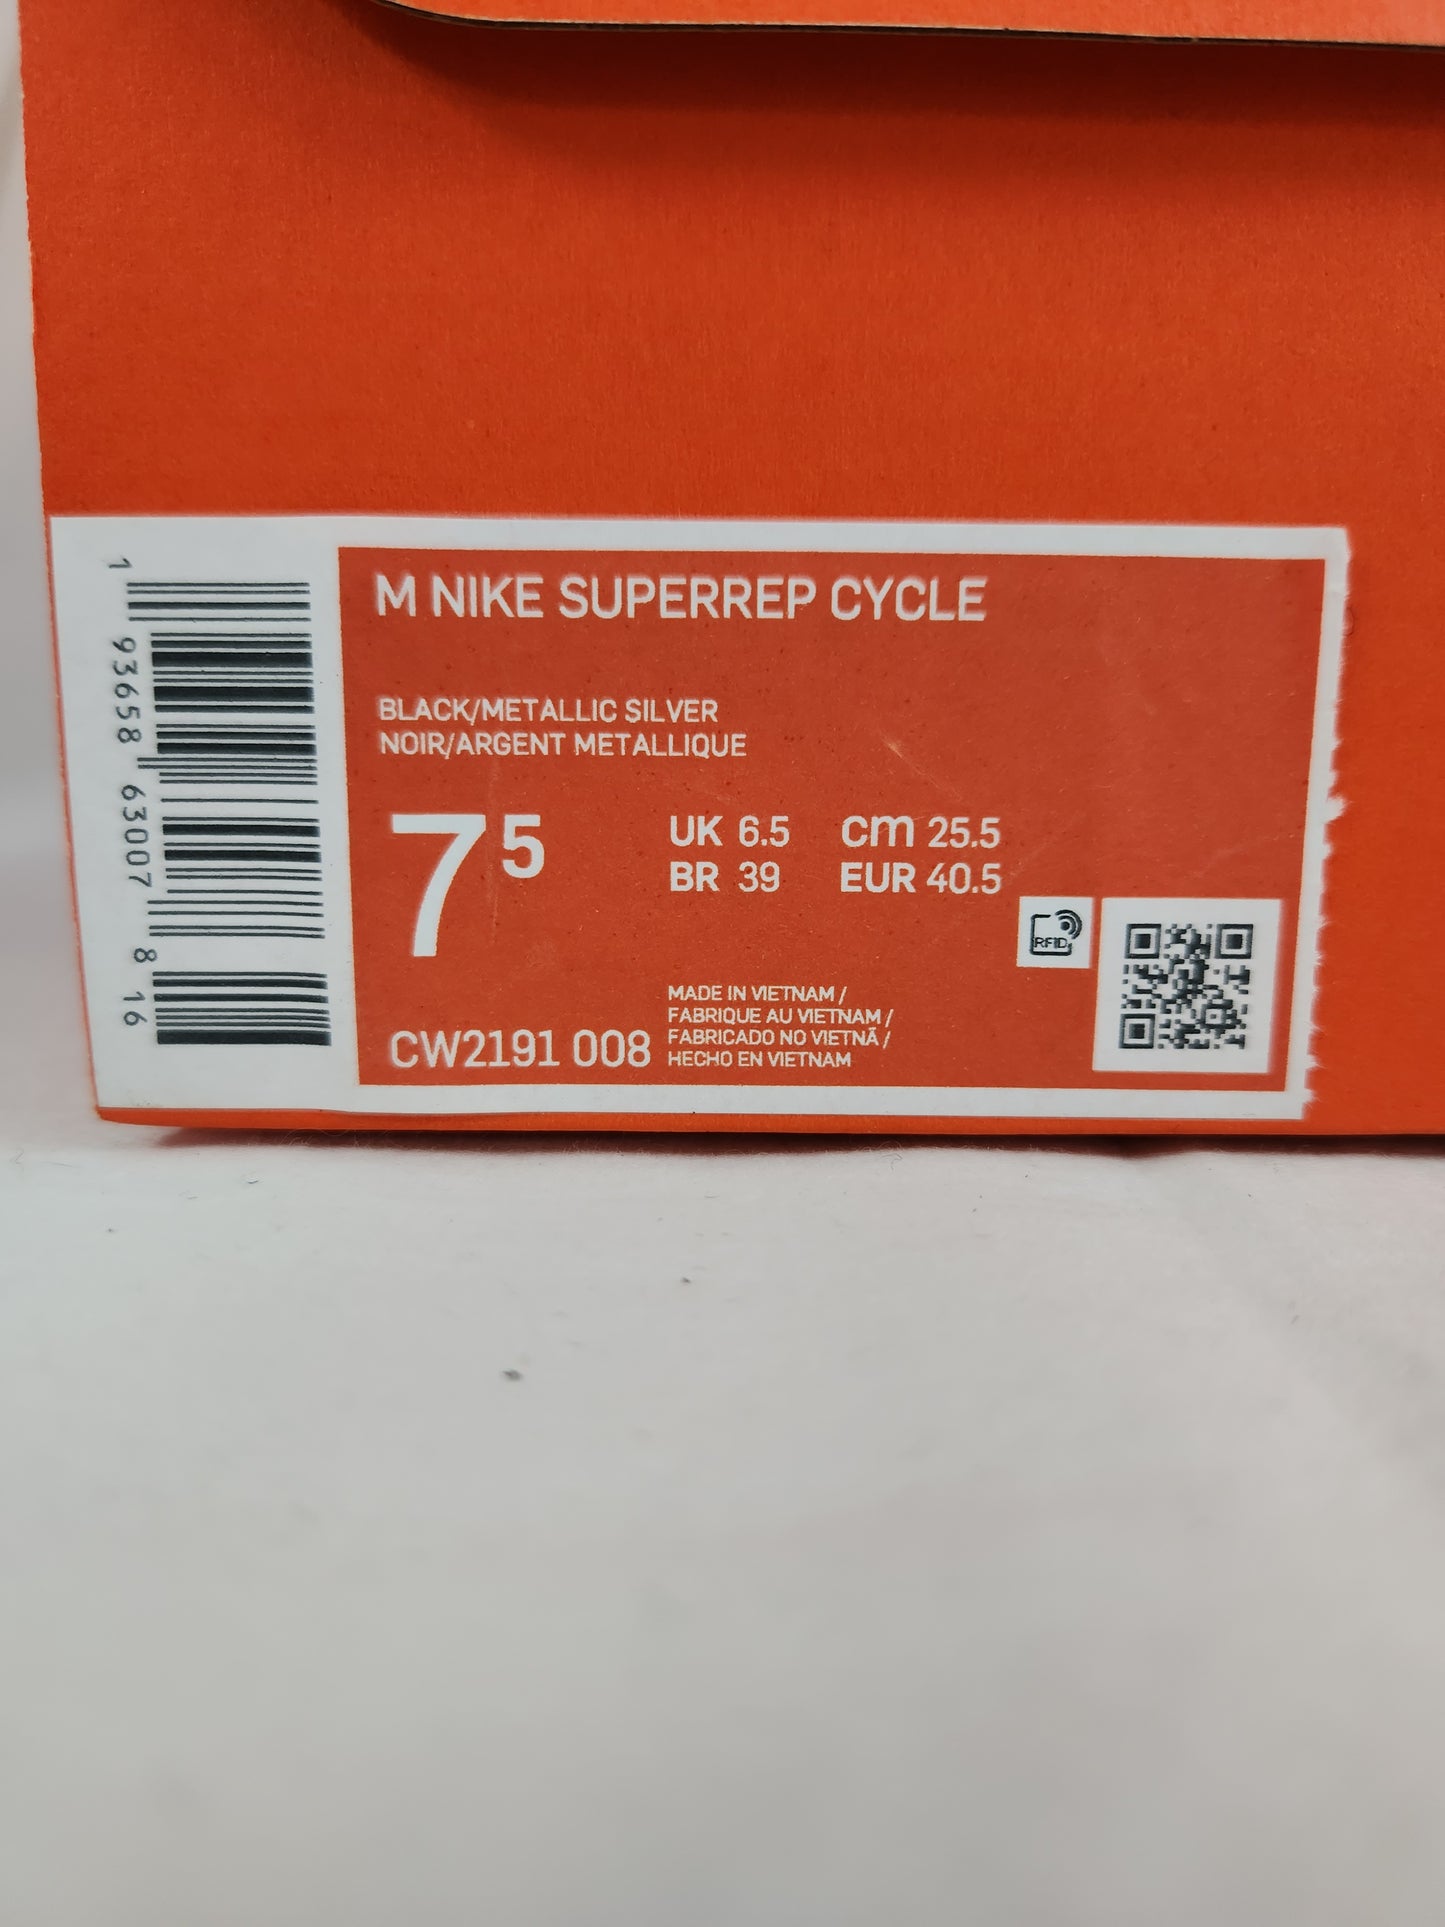 M NIKE SUPERREP CYCLE
BLACK/METALLIC SILVER
NOIR/ARGENT METALLIQUE
7 5
UK 6.5 cm 25.5
BR 39 EUR 40.5
RFID
MADE IN VIETNAM /
FABRIQUE AU VIETNAM /
FABRICADO NO VIETNÃ /
HECHO EN VIETNAM
CW2191 008
1 93658 63007 8 16